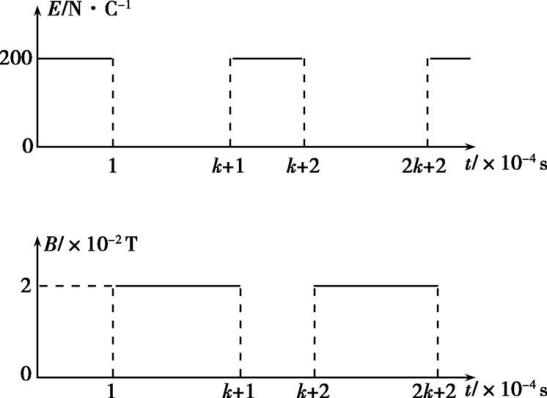 E/N · C⁻¹
200
0
1 k+1 k+2 2k+2 t/×10⁻⁴ s
B/×10⁻² T
2
0
1 k+1 k+2 2k+2 t/×10⁻⁴ s